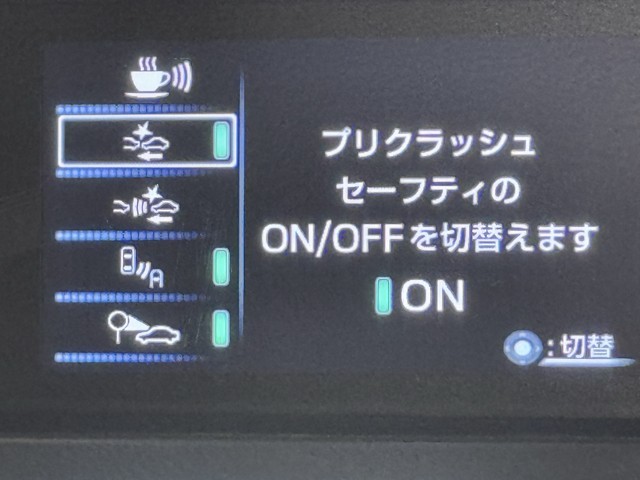 プリクラッシュ
セーフティの
ON/OFFを切替えます
ON
:切替